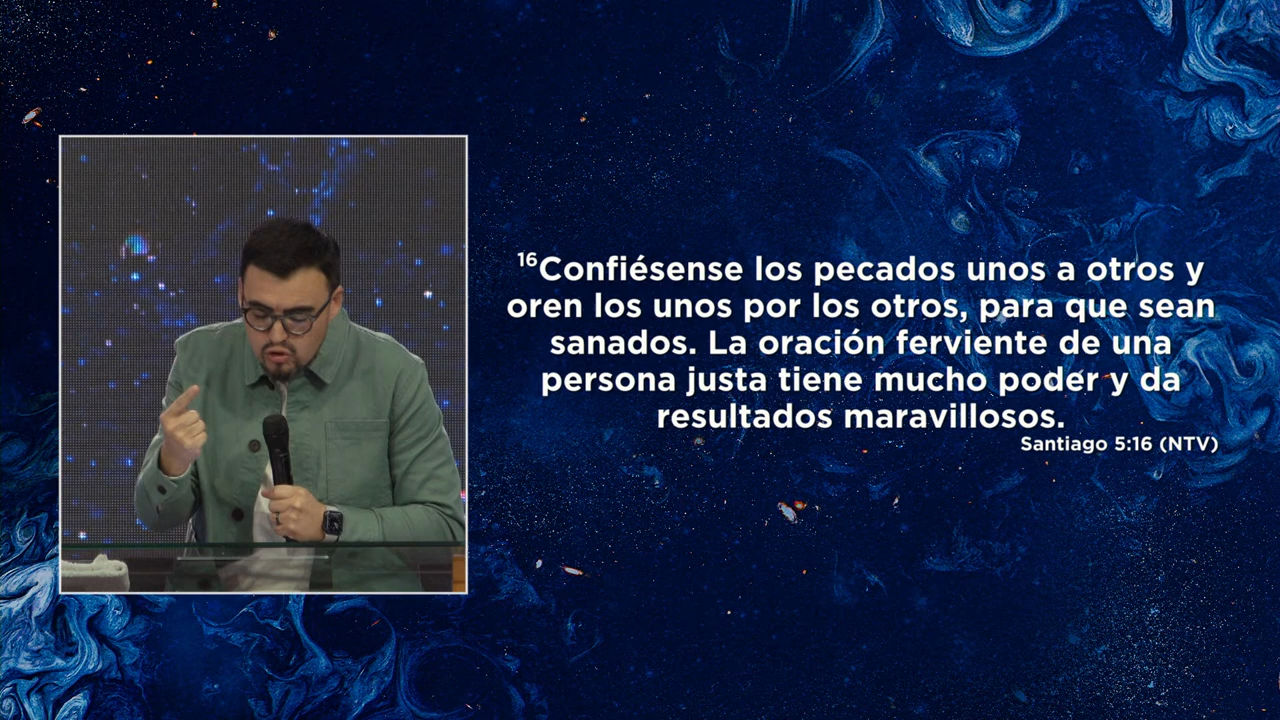 16Confiésense los pecados unos a otros y
oren los unos por los otros, para que sean
sanados. La oración ferviente de una
persona justa tiene mucho poder y da
resultados maravillosos.
Santiago 5:16 (NTV)